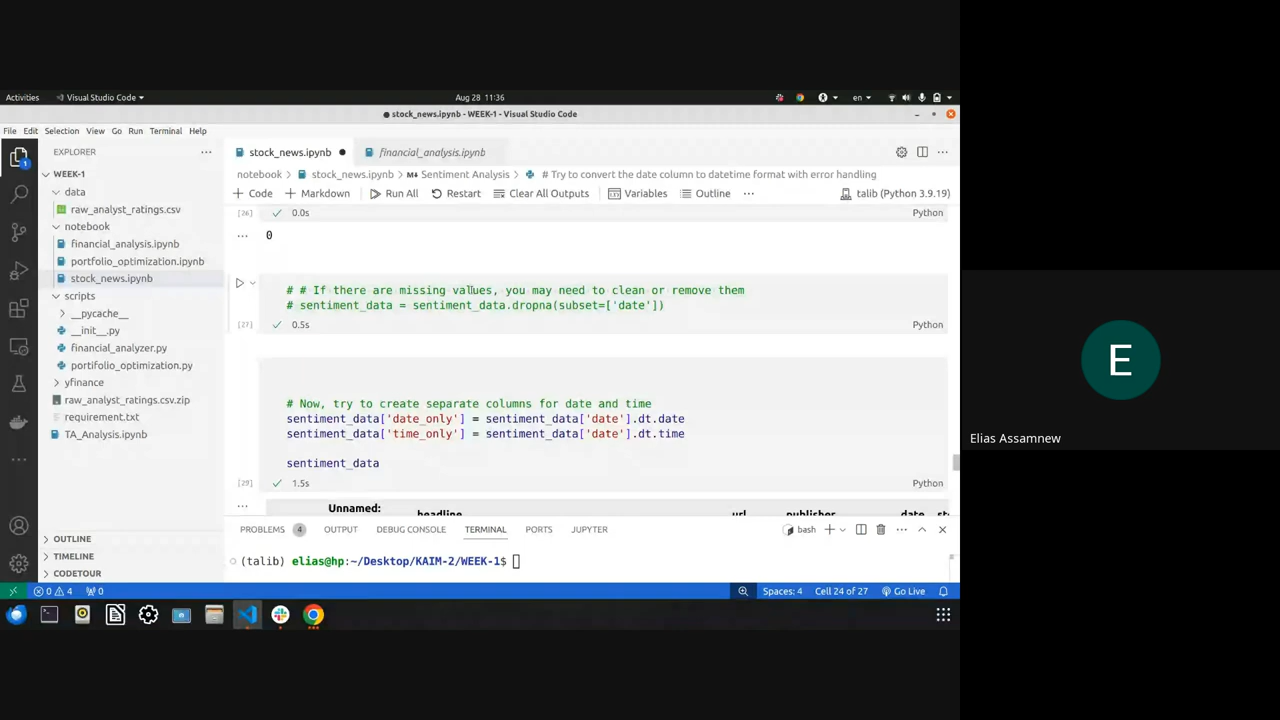 Activities
Visual Studio Code
Aug 28 11:36
en
stock_news.ipynb - WEEK-1 - Visual Studio Code
File Edit Selection View Go Run Terminal Help
EXPLORER
stock_news.ipynb
financial_analysis.ipynb
WEEK-1
notebook > stock_news.ipynb > Sentiment Analysis > # Try to convert the date column to datetime format with error handling
data
+ Code + Markdown Run All Restart Clear All Outputs Variables Outline ... talib (Python 3.9.19)
raw_analyst_ratings.csv
notebook
financial_analysis.ipynb
portfolio_optimization.ipynb
stock_news.ipynb
scripts
__pycache__
__init__.py
financial_analyzer.py
portifolio_optimization.py
yfinance
raw_analyst_ratings.csv.zip
requirement.txt
TA_Analysis.ipynb
OUTLINE
TIMELINE
CODETOUR
[26] 0.0s Python
0
# # If there are missing values, you may need to clean or remove them
# sentiment_data = sentiment_data.dropna(subset=['date'])
[27] 0.5s Python
# Now, try to create separate columns for date and time
sentiment_data['date_only'] = sentiment_data['date'].dt.date
sentiment_data['time_only'] = sentiment_data['date'].dt.time
sentiment_data
[29] 1.5s Python
Unnamed:
headline url publisher date st
PROBLEMS 4 OUTPUT DEBUG CONSOLE TERMINAL PORTS JUPYTER
bash
(talib) elias@hp:~/Desktop/KAIM-2/WEEK-1$
0 4 0
Spaces: 4 Cell 24 of 27 Go Live
E
Elias Assamnew